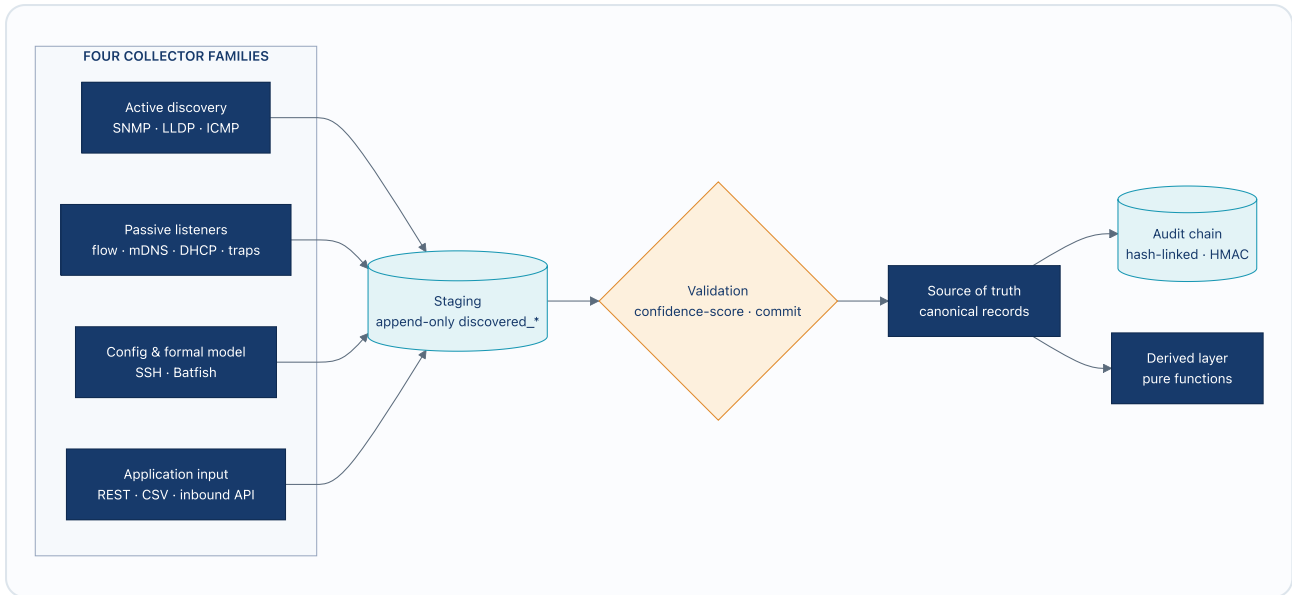 FOUR COLLECTOR FAMILIES
Active discovery
SNMP · LLDP · ICMP
Passive listeners
flow · mDNS · DHCP · traps
Config & formal model
SSH · Batfish
Application input
REST · CSV · inbound API
Staging
append-only discovered_*
Validation
confidence-score · commit
Source of truth
canonical records
Audit chain
hash-linked · HMAC
Derived layer
pure functions